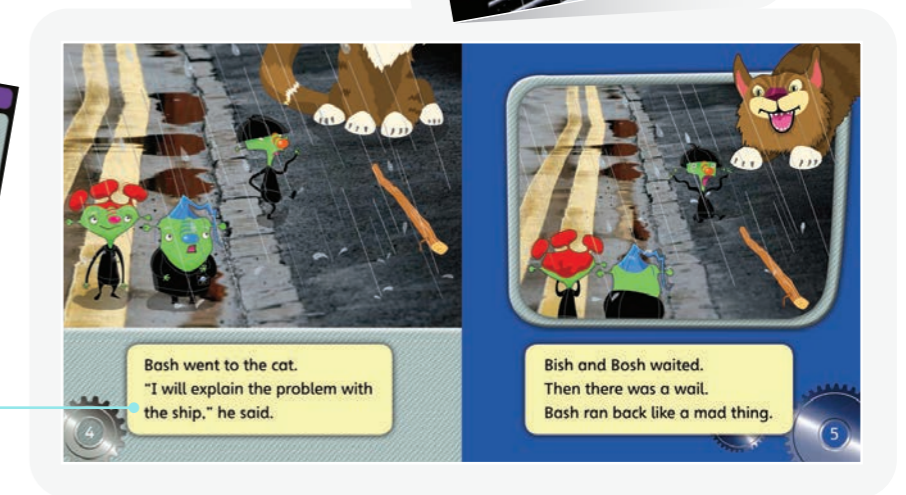 Bash went to the cat.
"I will explain the problem with
the ship," he said.
4
Bish and Bosh waited.
Then there was a wail.
Bash ran back like a mad thing.
5